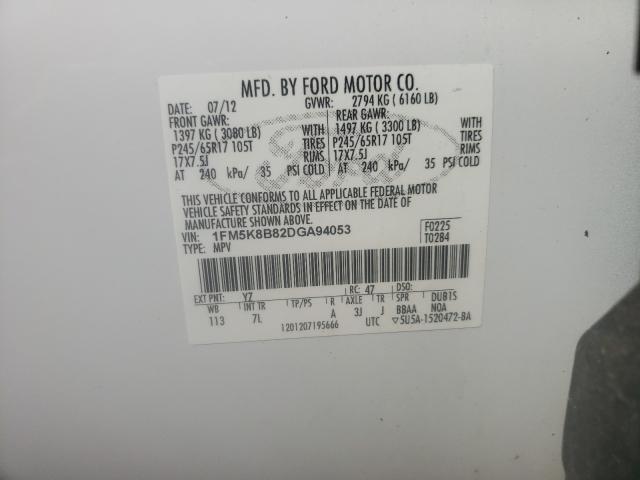 MFD. BY FORD MOTOR CO.
DATE: 07/12 GVWR: 2794 KG ( 6160 LB)
FRONT GAWR: REAR GAWR:
1397 KG ( 3080 LB) WITH 1497 KG ( 3300 LB) WITH
P245/65R17 105T TIRES P245/65R17 105T TIRES
17X7.5J RIMS 17X7.5J RIMS
AT 240 kPa/ 35 PSI COLD AT 240 kPa/ 35 PSI COLD
Ford
THIS VEHICLE CONFORMS TO ALL APPLICABLE FEDERAL MOTOR
VEHICLE SAFETY STANDARDS IN EFFECT ON THE DATE OF
MANUFACTURE SHOWN ABOVE.
VIN: 1FM5K8B82DGA94053 F0225
TYPE: MPV T0284
EXT PNT: YZ RC: 47 DSO:
WB INT TR TP/PS R AXLE TR SPR DUB1S
113 7L A 3J J BBAA NOA
1201207195666 UTC ▽5U5A-1520472-BA